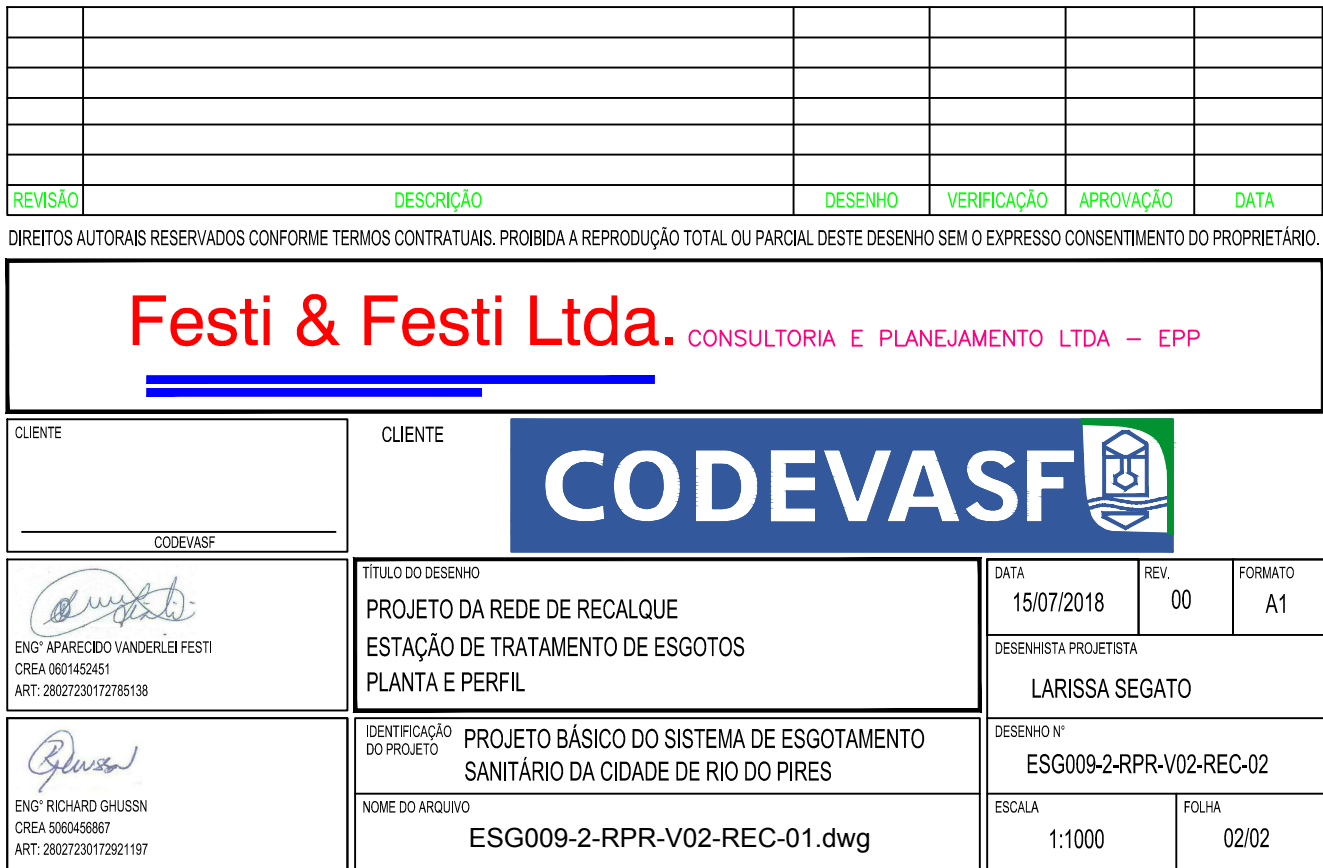 REVISÃO DESCRIÇÃO DESENHO VERIFICAÇÃO APROVAÇÃO DATA
DIREITOS AUTORAIS RESERVADOS CONFORME TERMOS CONTRATUAIS. PROIBIDA A REPRODUÇÃO TOTAL OU PARCIAL DESTE DESENHO SEM O EXPRESSO CONSENTIMENTO DO PROPRIETÁRIO.
Festi & Festi Ltda. CONSULTORIA E PLANEJAMENTO LTDA – EPP
CLIENTE
CODEVASF
CLIENTE
CODEVASF
ENG° APARECIDO VANDERLEI FESTI
CREA 0601452451
ART: 28027230172785138
TÍTULO DO DESENHO
PROJETO DA REDE DE RECALQUE
ESTAÇÃO DE TRATAMENTO DE ESGOTOS
PLANTA E PERFIL
DATA
15/07/2018
REV.
00
FORMATO
A1
DESENHISTA PROJETISTA
LARISSA SEGATO
ENG° RICHARD GHUSSN
CREA 5060456867
ART: 28027230172921197
IDENTIFICAÇÃO
DO PROJETO
PROJETO BÁSICO DO SISTEMA DE ESGOTAMENTO
SANITÁRIO DA CIDADE DE RIO DO PIRES
NOME DO ARQUIVO
ESG009-2-RPR-V02-REC-01.dwg
DESENHO N°
ESG009-2-RPR-V02-REC-02
ESCALA
1:1000
FOLHA
02/02